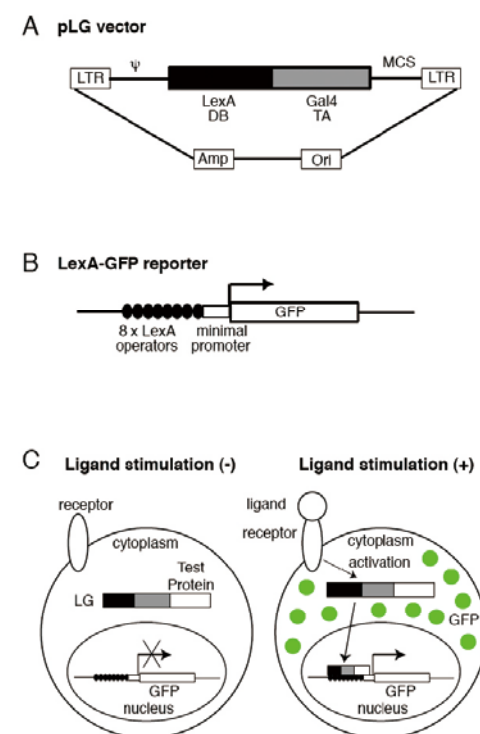 A pLG vector
LTR ψ MCS LTR
LexA Gal4
DB TA
Amp Ori
B LexA-GFP reporter
GFP
8 x LexA minimal
operators promoter
C Ligand stimulation (-) Ligand stimulation (+)
receptor
cytoplasm
Test
Protein
LG
GFP
nucleus
ligand
receptor
cytoplasm
activation
GFP
GFP
nucleus